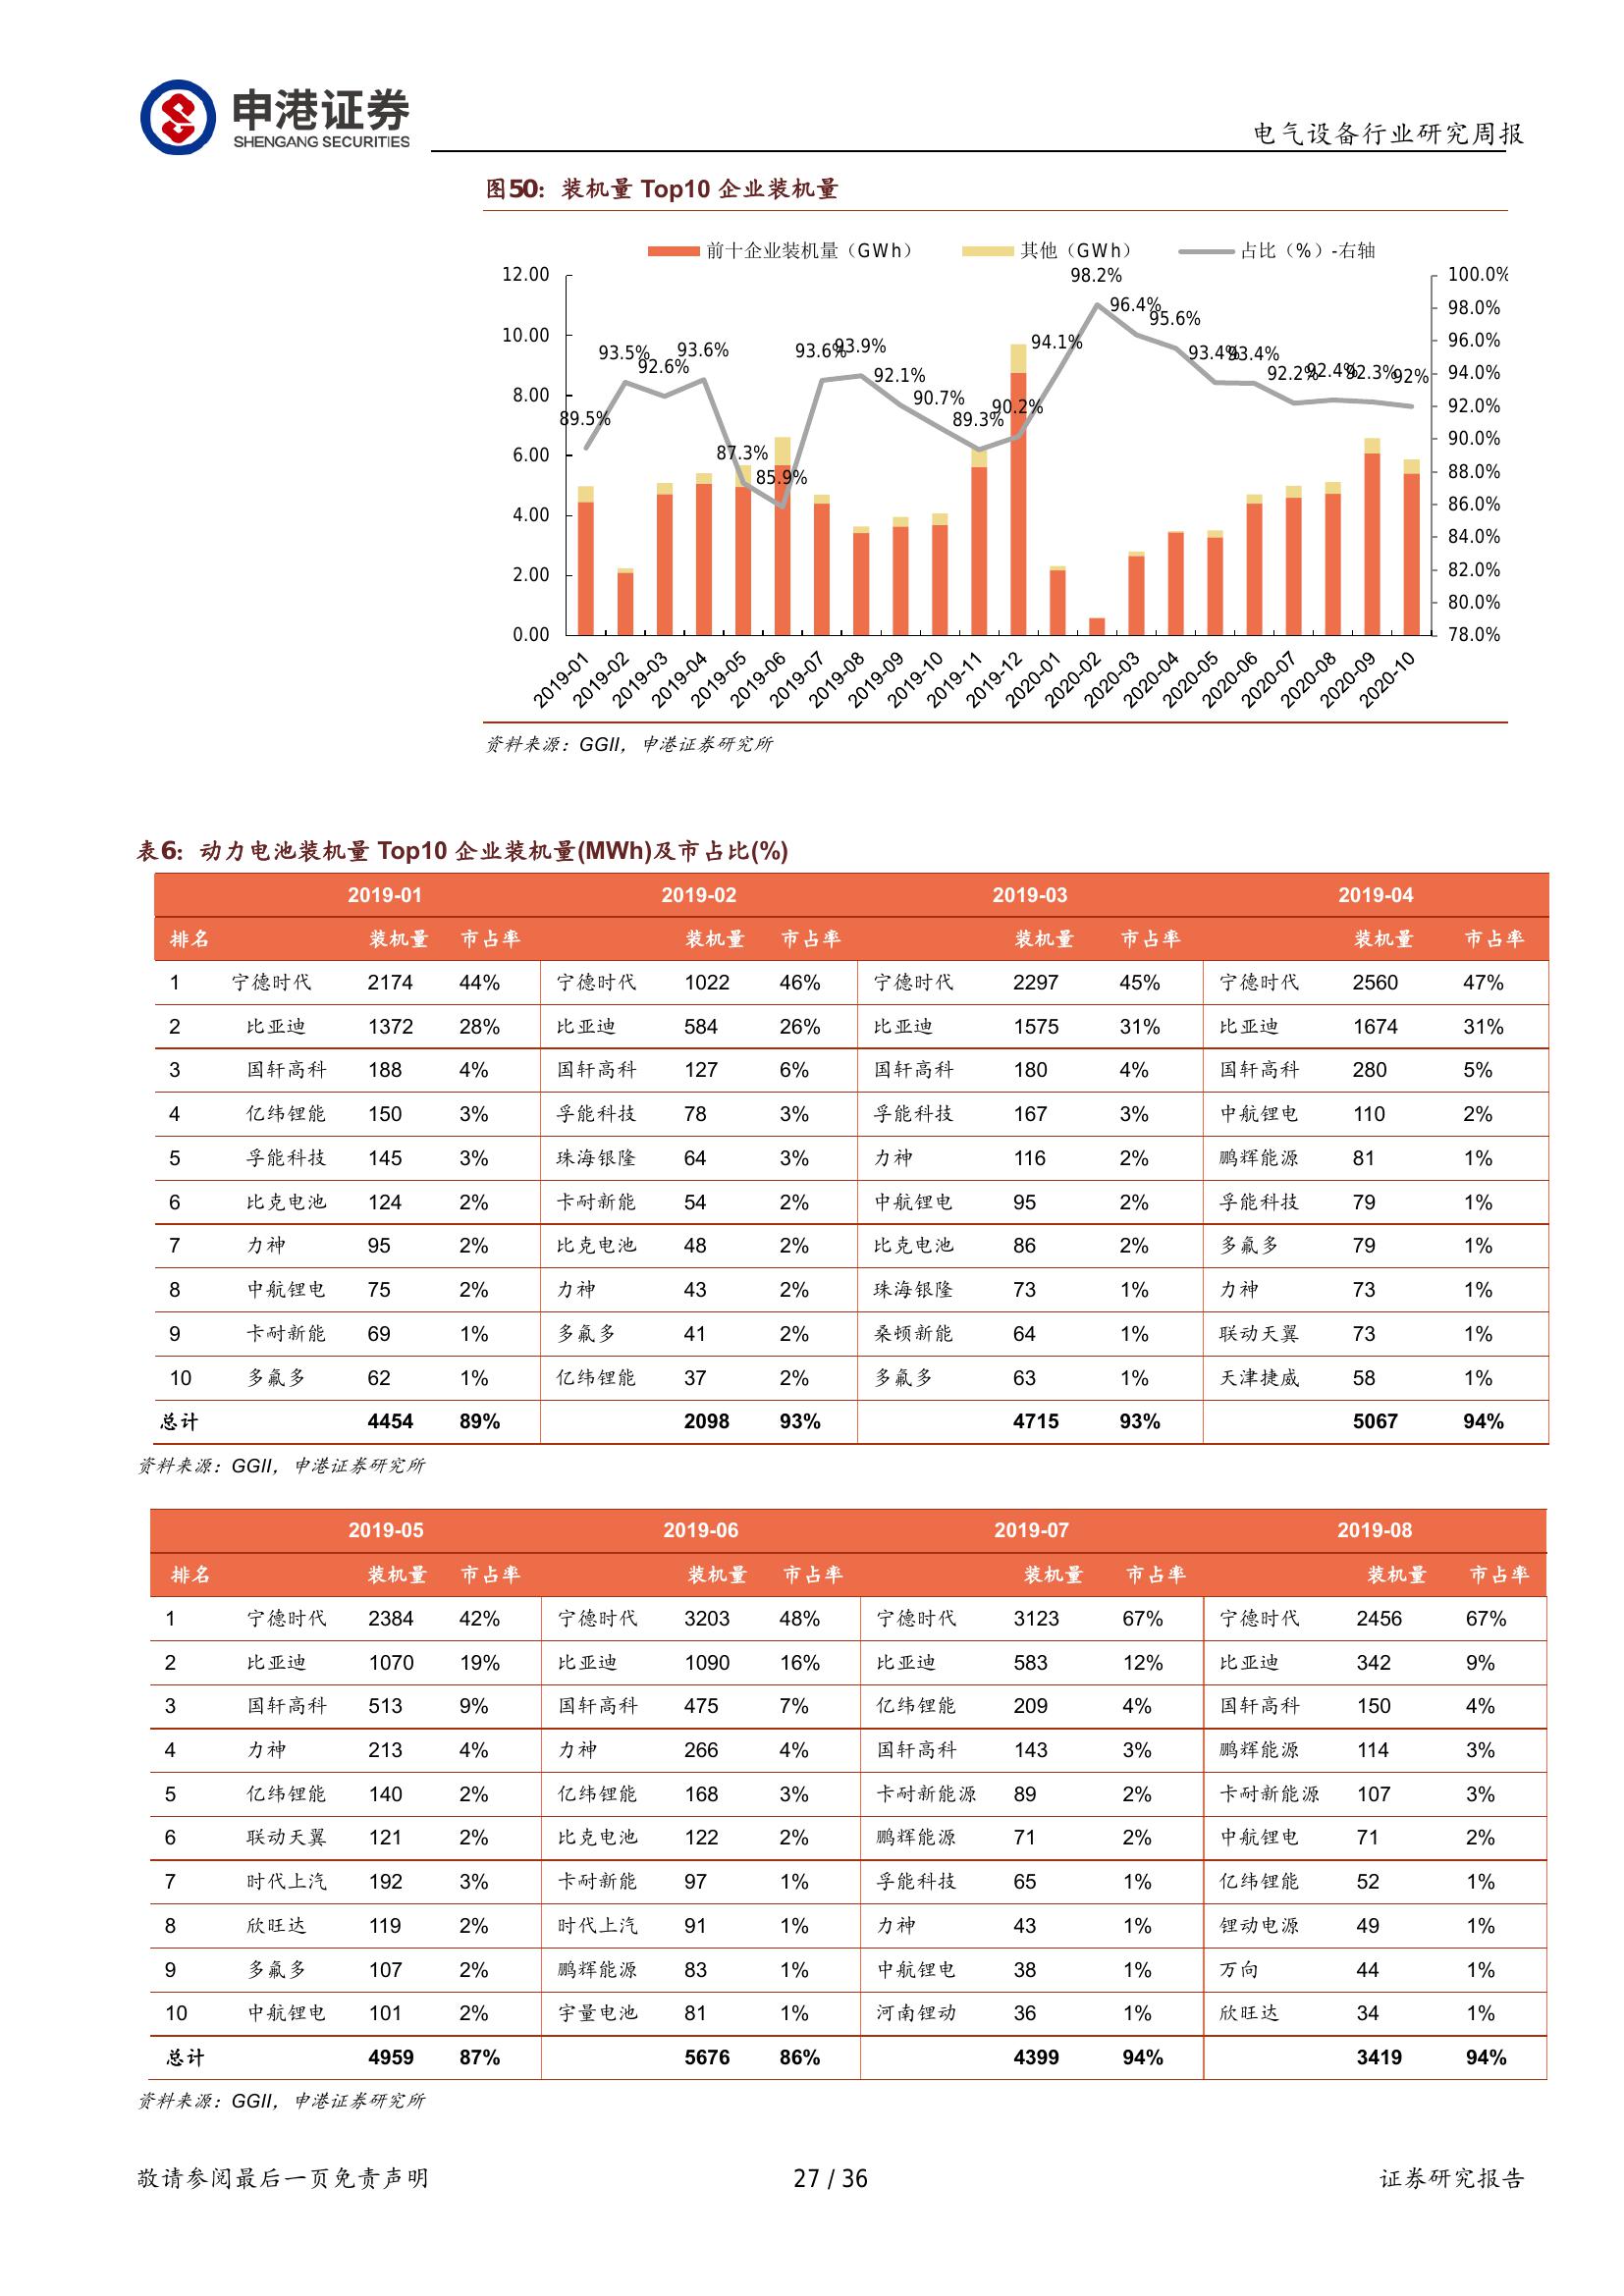 申港证券
SHENGANG SECURITIES
电气设备行业研究周报
图50：装机量 Top10 企业装机量
前十企业装机量（GWh） 其他（GWh） 占比（%）-右轴
12.00
10.00
8.00
6.00
4.00
2.00
0.00
89.5% 93.5% 92.6% 93.6% 87.3% 85.9% 93.6% 93.9% 92.1% 90.7% 89.3% 90.2% 94.1% 98.2% 96.4% 95.6% 93.4% 93.4% 92.2% 92.4% 92.3% 92%
100.0%
98.0%
96.0%
94.0%
92.0%
90.0%
88.0%
86.0%
84.0%
82.0%
80.0%
78.0%
2019-01 2019-02 2019-03 2019-04 2019-05 2019-06 2019-07 2019-08 2019-09 2019-10 2019-11 2019-12 2020-01 2020-02 2020-03 2020-04 2020-05 2020-06 2020-07 2020-08 2020-09 2020-10
资料来源：GGII，申港证券研究所
表6：动力电池装机量 Top10 企业装机量(MWh)及市占比(%)
2019-01 2019-02 2019-03 2019-04
排名 装机量 市占率 装机量 市占率 装机量 市占率 装机量 市占率
1 宁德时代 2174 44% 宁德时代 1022 46% 宁德时代 2297 45% 宁德时代 2560 47%
2 比亚迪 1372 28% 比亚迪 584 26% 比亚迪 1575 31% 比亚迪 1674 31%
3 国轩高科 188 4% 国轩高科 127 6% 国轩高科 180 4% 国轩高科 280 5%
4 亿纬锂能 150 3% 孚能科技 78 3% 孚能科技 167 3% 中航锂电 110 2%
5 孚能科技 145 3% 珠海银隆 64 3% 力神 116 2% 鹏辉能源 81 1%
6 比克电池 124 2% 卡耐新能 54 2% 中航锂电 95 2% 孚能科技 79 1%
7 力神 95 2% 比克电池 48 2% 比克电池 86 2% 多氟多 79 1%
8 中航锂电 75 2% 力神 43 2% 珠海银隆 73 1% 力神 73 1%
9 卡耐新能 69 1% 多氟多 41 2% 桑顿新能 64 1% 联动天翼 73 1%
10 多氟多 62 1% 亿纬锂能 37 2% 多氟多 63 1% 天津捷威 58 1%
总计 4454 89% 2098 93% 4715 93% 5067 94%
资料来源：GGII，申港证券研究所
2019-05 2019-06 2019-07 2019-08
排名 装机量 市占率 装机量 市占率 装机量 市占率 装机量 市占率
1 宁德时代 2384 42% 宁德时代 3203 48% 宁德时代 3123 67% 宁德时代 2456 67%
2 比亚迪 1070 19% 比亚迪 1090 16% 比亚迪 583 12% 比亚迪 342 9%
3 国轩高科 513 9% 国轩高科 475 7% 亿纬锂能 209 4% 国轩高科 150 4%
4 力神 213 4% 力神 266 4% 国轩高科 143 3% 鹏辉能源 114 3%
5 亿纬锂能 140 2% 亿纬锂能 168 3% 卡耐新能源 89 2% 卡耐新能源 107 3%
6 联动天翼 121 2% 比克电池 122 2% 鹏辉能源 71 2% 中航锂电 71 2%
7 时代上汽 192 3% 卡耐新能 97 1% 孚能科技 65 1% 亿纬锂能 52 1%
8 欣旺达 119 2% 时代上汽 91 1% 力神 43 1% 锂动电源 49 1%
9 多氟多 107 2% 鹏辉能源 83 1% 中航锂电 38 1% 万向 44 1%
10 中航锂电 101 2% 宇量电池 81 1% 河南锂动 36 1% 欣旺达 34 1%
总计 4959 87% 5676 86% 4399 94% 3419 94%
资料来源：GGII，申港证券研究所
敬请参阅最后一页免责声明 27 / 36 证券研究报告